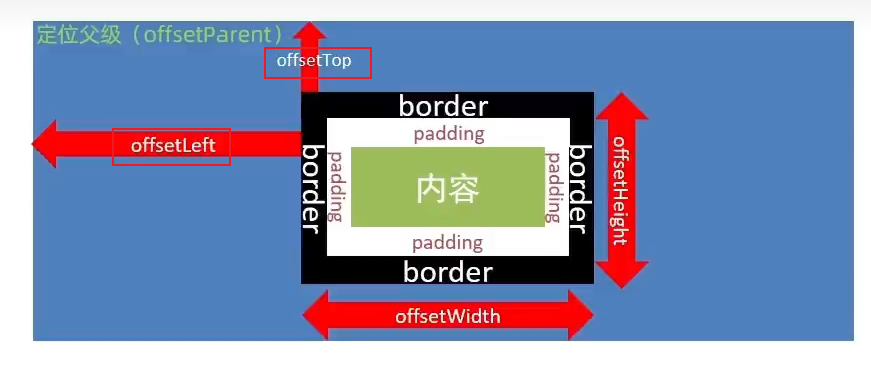 定位父级（offsetParent）
offsetTop
border
padding
offsetLeft
border
padding
内容
padding
border
offsetHeight
padding
border
offsetWidth